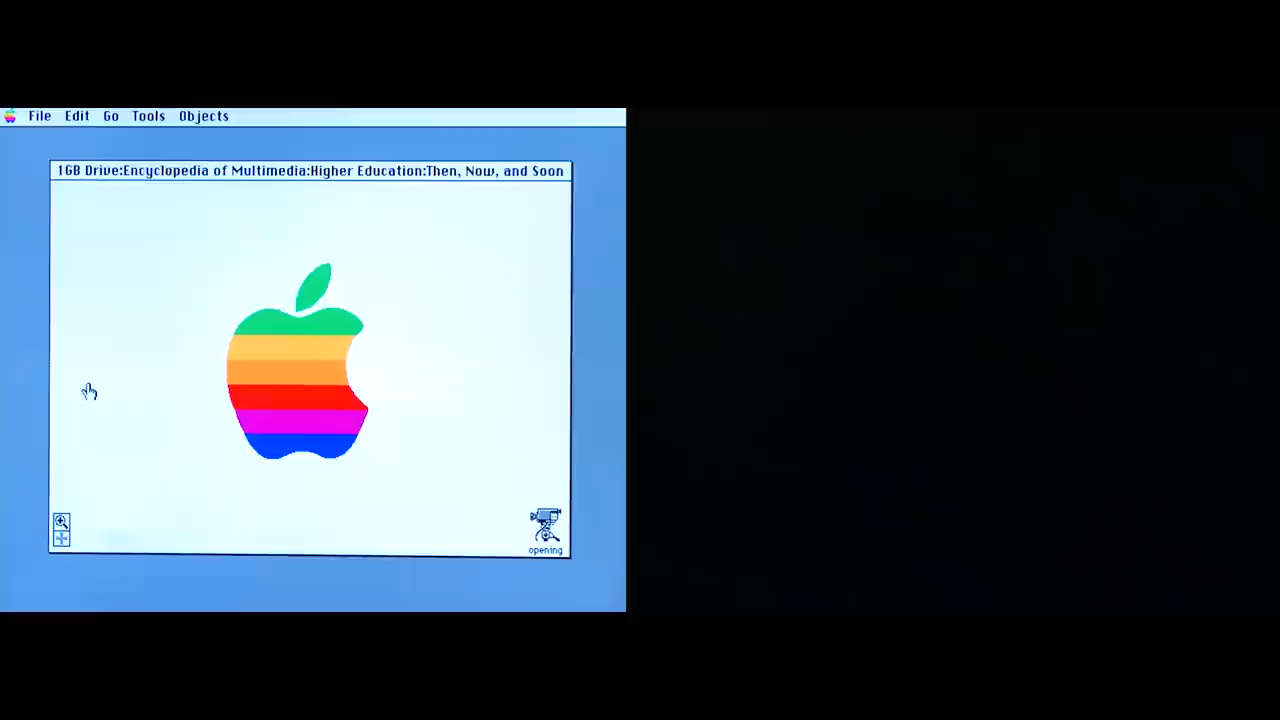 File Edit Go Tools Objects
1GB Drive:Encyclopedia of Multimedia:Higher Education:Then, Now, and Soon
opening